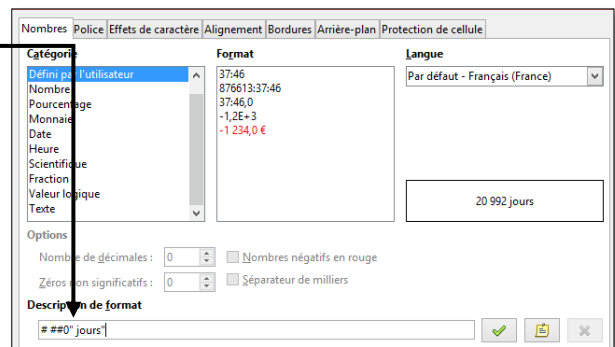 Nombres Police Effets de caractère Alignement Bordures Arrière-plan Protection de cellule
Catégorie Format Langue
Défini par l'utilisateur 37:46 Par défaut - Français (France)
Nombre 876613:37:46
Pourcentage 37:46,0
Monnaie -1,2E+3
Date -1 234,0 €
Heure
Scientifique
Fraction
Valeur logique 20 992 jours
Texte
Options
Nombre de décimales : 0 Nombres négatifs en rouge
Zéros non significatifs : 0 Séparateur de milliers
Description de format
# ##0" jours"